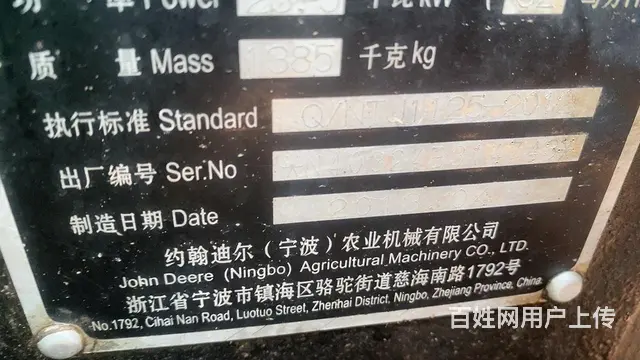 功 率 Power 千瓦kW
质 量 Mass 1385 千克kg
执行标准 Standard
出厂编号 Ser.No
制造日期 Date
约翰迪尔（宁波）农业机械有限公司
John Deere (Ningbo) Agricultural Machinery CO., LTD.
浙江省宁波市镇海区骆驼街道慈海南路1792号
No.1792, Cihai Nan Road, Luotuo Street, Zhenhai District. Ningbo, Zhejiang Province, China.
百姓网用户上传